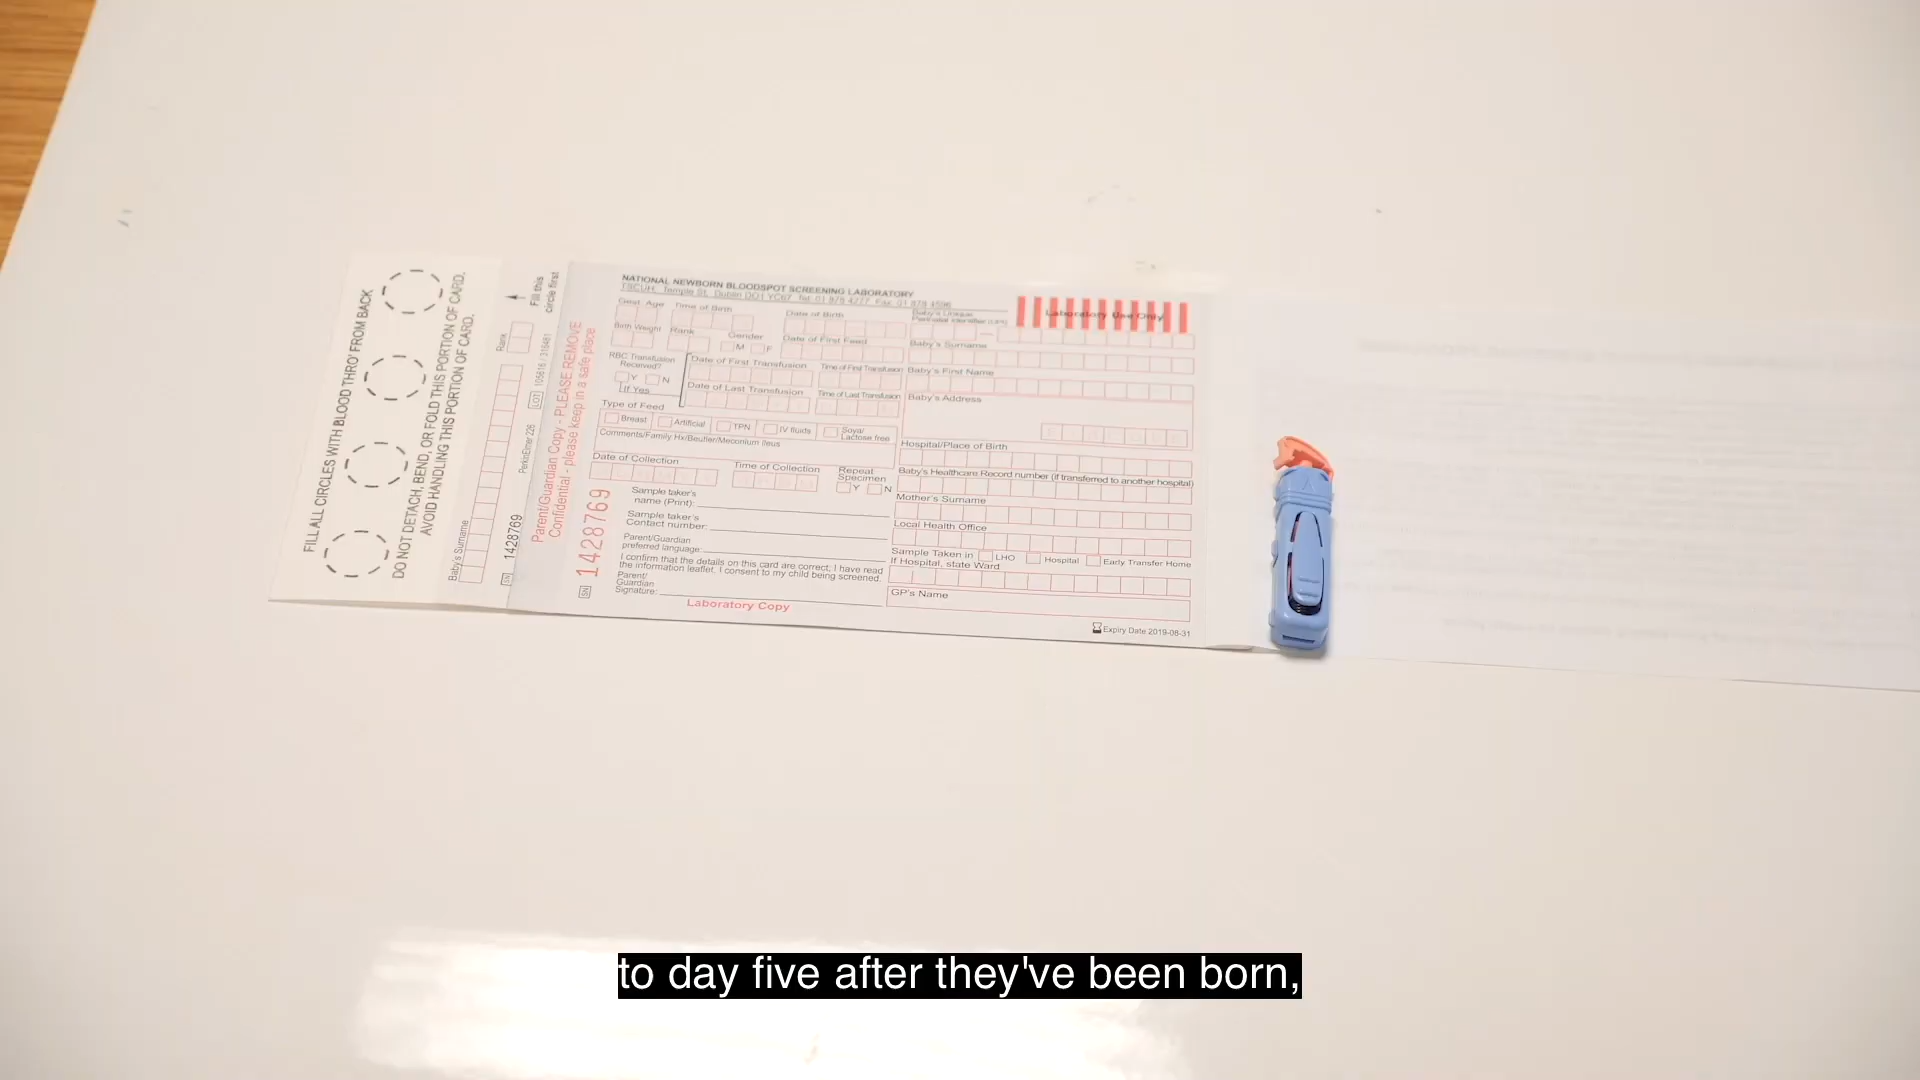 FILL ALL CIRCLES WITH BLOOD THRO' FROM BACK
DO NOT DETACH, BEND, OR FOLD THIS PORTION OF CARD.
AVOID HANDLING THIS PORTION OF CARD.
Baby's Surname
Rank
Fill this
circle first
SN 1428769
PerkinElmer 226
LOT 105616 / 316481
Parent/Guardian Copy - PLEASE REMOVE
Confidential - please keep in a safe place
SN 1428769
NATIONAL NEWBORN BLOODSPOT SCREENING LABORATORY
TSCUH, Temple St. Dublin DO1 YC67 Tel: 01 878 4277 Fax: 01 878 4596
Laboratory Use Only
Gest. Age
Time of Birth
Date of Birth
Baby's Unique
Birth Weight
Rank
Gender
M
F
Date of First Feed
Baby's Surname
RBC Transfusion
Received?
Y
N
If Yes
Date of First Transfusion
Time of First Transfusion
Baby's First Name
Date of Last Transfusion
Time of Last Transfusion
Baby's Address
Type of Feed
Breast
Artificial
TPN
IV fluids
Soya/
Lactose free
Comments/Family Hx/Beutler/Meconium Ileus
Hospital/Place of Birth
Date of Collection
Time of Collection
Repeat
Specimen
Y
N
Baby's Healthcare Record number (if transferred to another hospital)
Mother's Surname
Sample taker's
name (Print):
Sample taker's
Contact number:
Local Health Office
Parent/Guardian
preferred language:
Sample Taken in
LHO
Hospital
Early Transfer Home
If Hospital, state Ward
I confirm that the details on this card are correct, I have read
the information leaflet, I consent to my child being screened.
Parent/
Guardian
Signature:
GP's Name
Laboratory Copy
Expiry Date 2019-08-31
to day five after they've been born,